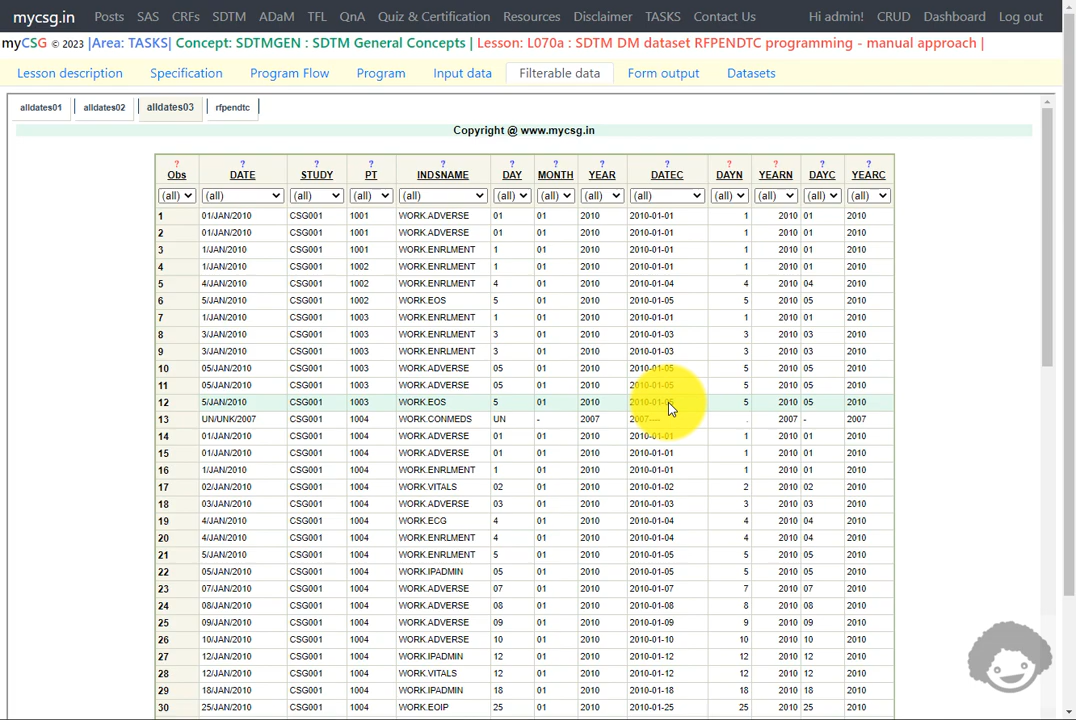 mycsg.in Posts SAS CRFs SDTM ADaM TFL QnA Quiz & Certification Resources Disclaimer TASKS Contact Us Hi admin! CRUD Dashboard Log out
myCSG © 2023 |Area: TASKS| Concept: SDTMGEN : SDTM General Concepts | Lesson: L070a : SDTM DM dataset RFPENDTC programming - manual approach |
Lesson description Specification Program Flow Program Input data Filterable data Form output Datasets
alldates01 alldates02 alldates03 rfpendtc
Copyright @ www.mycsg.in
? ? ? ? ? ? ? ? ? ? ? ? ?
Obs DATE STUDY PT INDSNAME DAY MONTH YEAR DATEC DAYN YEARN DAYC YEARC
(all) (all) (all) (all) (all) (all) (all) (all) (all) (all) (all) (all) (all)
1 01/JAN/2010 CSG001 1001 WORK.ADVERSE 01 01 2010 2010-01-01 1 2010 01 2010
2 01/JAN/2010 CSG001 1001 WORK.ADVERSE 01 01 2010 2010-01-01 1 2010 01 2010
3 1/JAN/2010 CSG001 1001 WORK.ENRLMENT 1 01 2010 2010-01-01 1 2010 01 2010
4 1/JAN/2010 CSG001 1002 WORK.ENRLMENT 1 01 2010 2010-01-01 1 2010 01 2010
5 4/JAN/2010 CSG001 1002 WORK.ENRLMENT 4 01 2010 2010-01-04 4 2010 04 2010
6 5/JAN/2010 CSG001 1002 WORK.EOS 5 01 2010 2010-01-05 5 2010 05 2010
7 1/JAN/2010 CSG001 1003 WORK.ENRLMENT 1 01 2010 2010-01-01 1 2010 01 2010
8 3/JAN/2010 CSG001 1003 WORK.ENRLMENT 3 01 2010 2010-01-03 3 2010 03 2010
9 3/JAN/2010 CSG001 1003 WORK.ENRLMENT 3 01 2010 2010-01-03 3 2010 03 2010
10 05/JAN/2010 CSG001 1003 WORK.ADVERSE 05 01 2010 2010-01-05 5 2010 05 2010
11 05/JAN/2010 CSG001 1003 WORK.ADVERSE 05 01 2010 2010-01-05 5 2010 05 2010
12 5/JAN/2010 CSG001 1003 WORK.EOS 5 01 2010 2010-01-05 5 2010 05 2010
13 UN/UNK/2007 CSG001 1004 WORK.CONMEDS UN - 2007 2007---- . 2007 - 2007
14 01/JAN/2010 CSG001 1004 WORK.ADVERSE 01 01 2010 2010-01-01 1 2010 01 2010
15 01/JAN/2010 CSG001 1004 WORK.ADVERSE 01 01 2010 2010-01-01 1 2010 01 2010
16 1/JAN/2010 CSG001 1004 WORK.ENRLMENT 1 01 2010 2010-01-01 1 2010 01 2010
17 02/JAN/2010 CSG001 1004 WORK.VITALS 02 01 2010 2010-01-02 2 2010 02 2010
18 03/JAN/2010 CSG001 1004 WORK.ADVERSE 03 01 2010 2010-01-03 3 2010 03 2010
19 4/JAN/2010 CSG001 1004 WORK.ECG 4 01 2010 2010-01-04 4 2010 04 2010
20 4/JAN/2010 CSG001 1004 WORK.ENRLMENT 4 01 2010 2010-01-04 4 2010 04 2010
21 5/JAN/2010 CSG001 1004 WORK.ENRLMENT 5 01 2010 2010-01-05 5 2010 05 2010
22 05/JAN/2010 CSG001 1004 WORK.IPADMIN 05 01 2010 2010-01-05 5 2010 05 2010
23 07/JAN/2010 CSG001 1004 WORK.ADVERSE 07 01 2010 2010-01-07 7 2010 07 2010
24 08/JAN/2010 CSG001 1004 WORK.ADVERSE 08 01 2010 2010-01-08 8 2010 08 2010
25 09/JAN/2010 CSG001 1004 WORK.ADVERSE 09 01 2010 2010-01-09 9 2010 09 2010
26 10/JAN/2010 CSG001 1004 WORK.ADVERSE 10 01 2010 2010-01-10 10 2010 10 2010
27 12/JAN/2010 CSG001 1004 WORK.IPADMIN 12 01 2010 2010-01-12 12 2010 12 2010
28 12/JAN/2010 CSG001 1004 WORK.VITALS 12 01 2010 2010-01-12 12 2010 12 2010
29 18/JAN/2010 CSG001 1004 WORK.IPADMIN 18 01 2010 2010-01-18 18 2010 18 2010
30 25/JAN/2010 CSG001 1004 WORK.EOIP 25 01 2010 2010-01-25 25 2010 25 2010